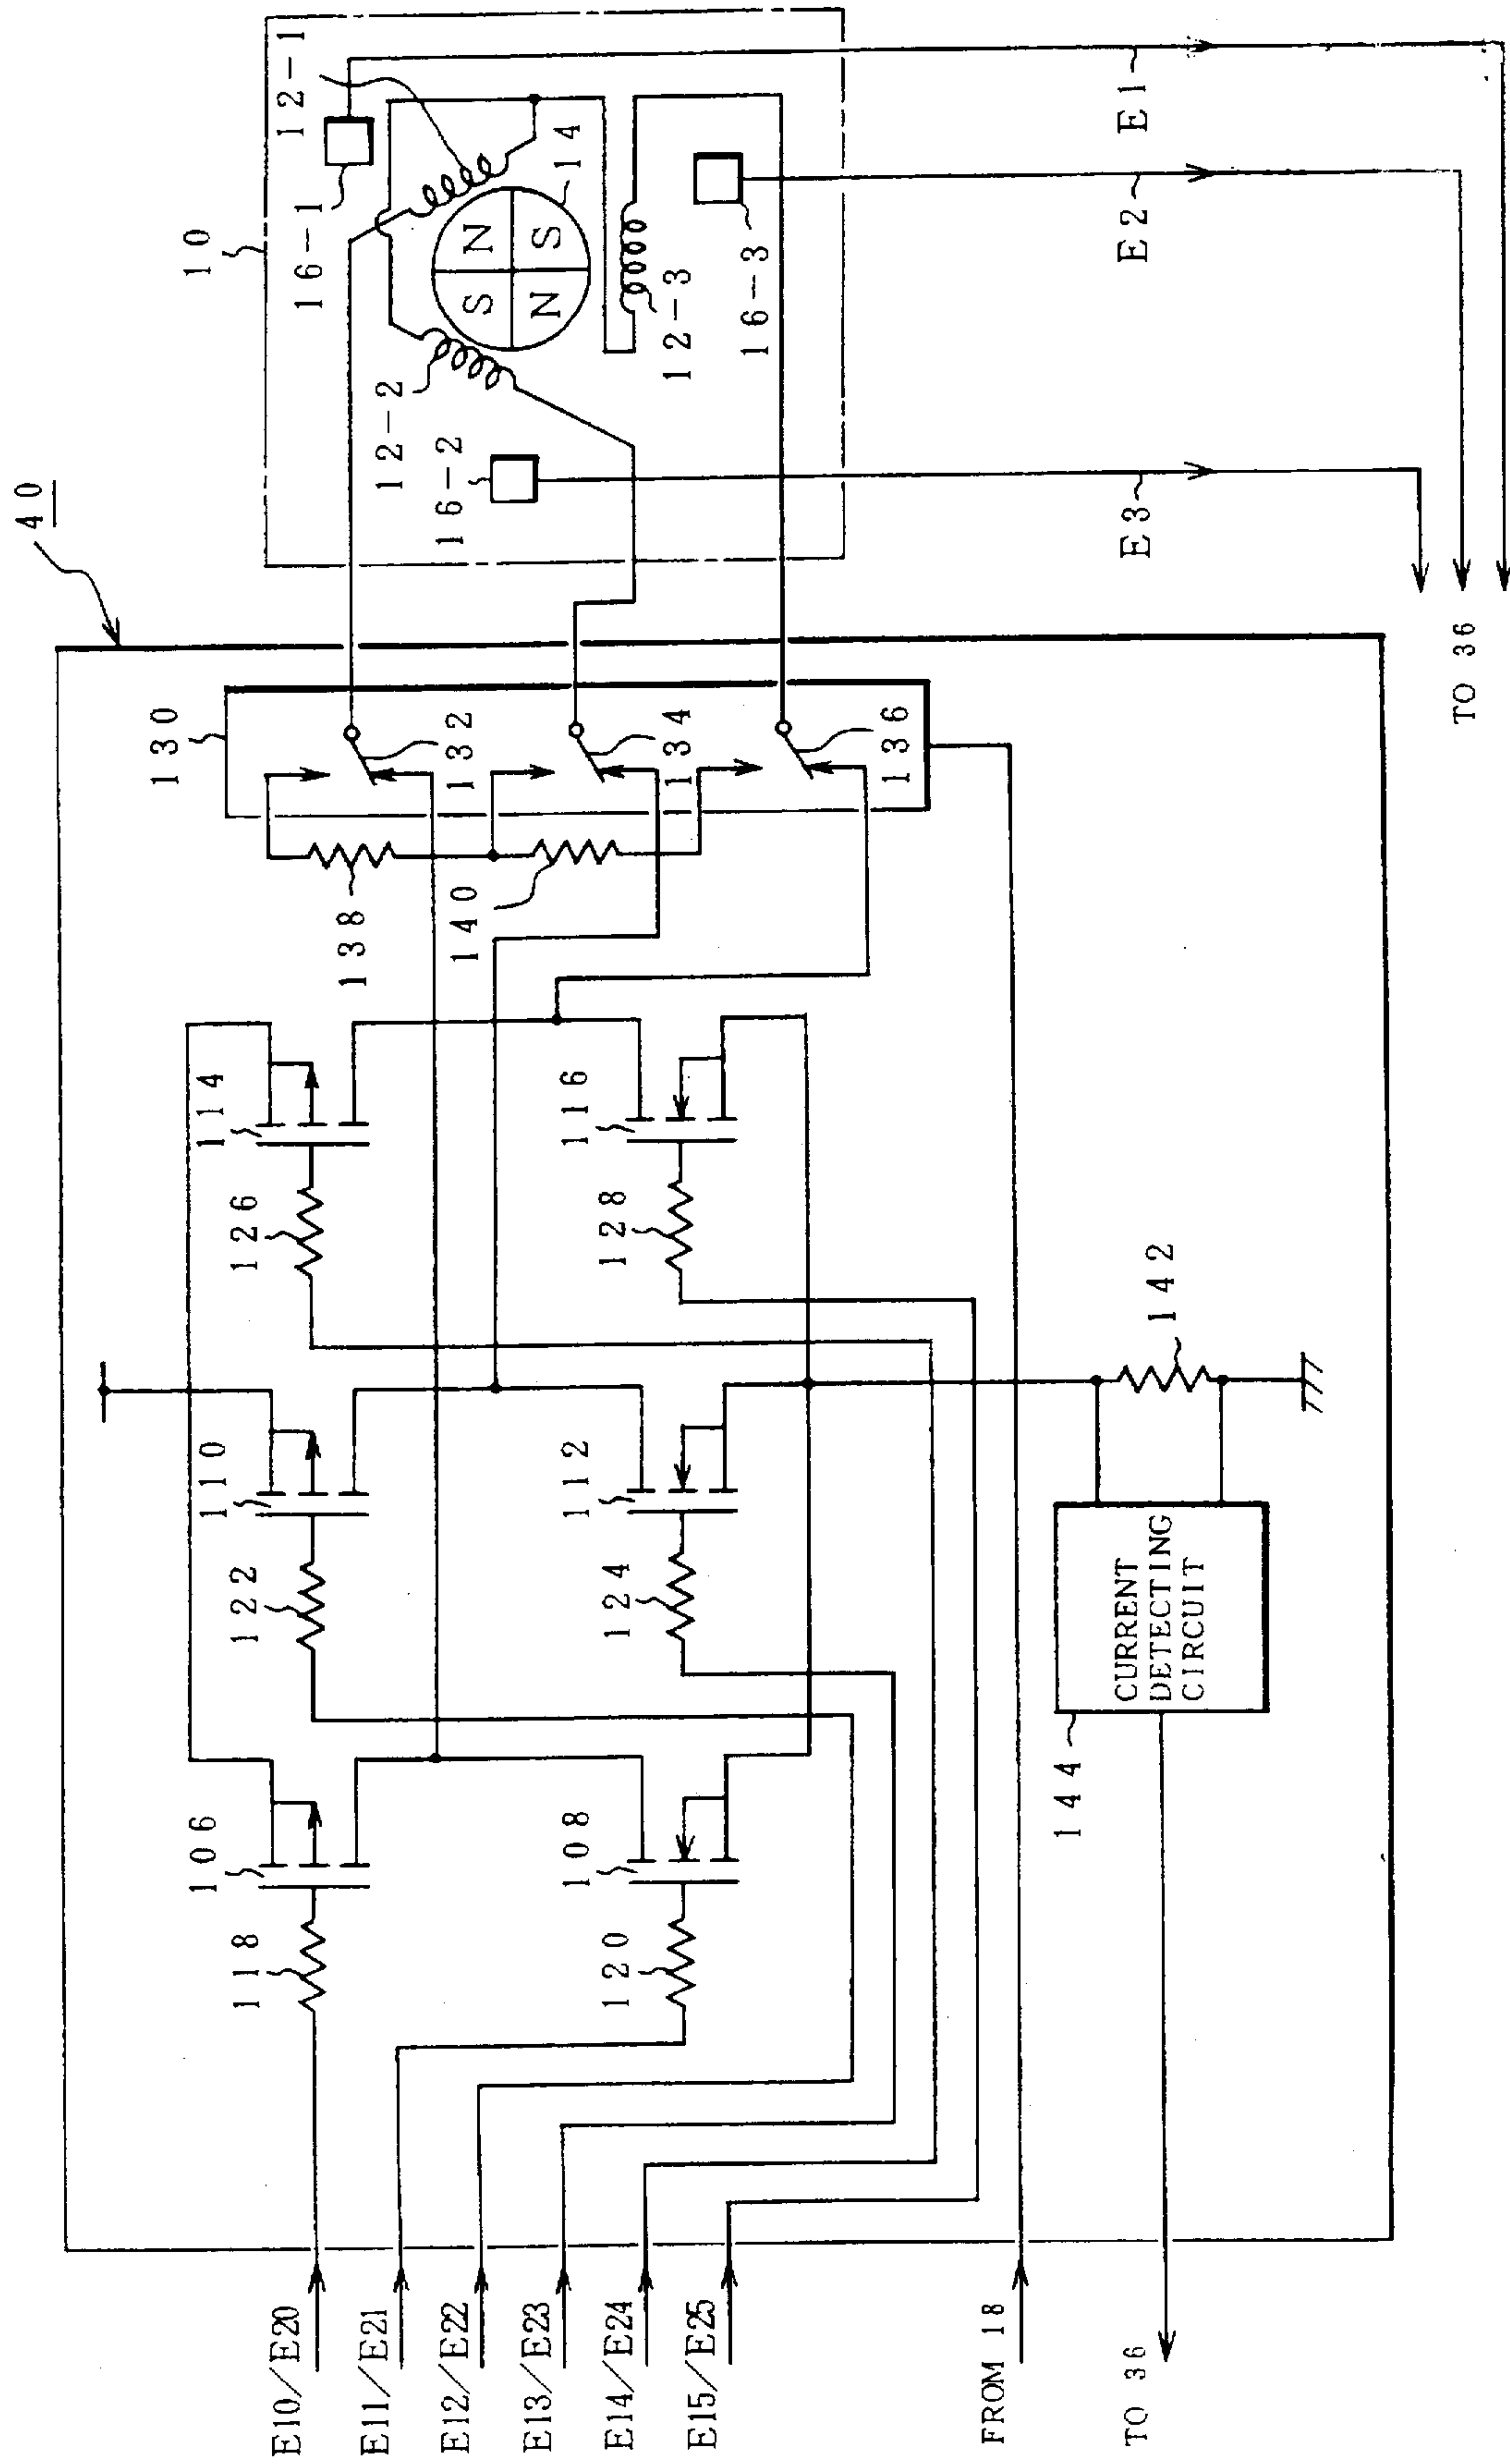 40
10
16-1
12-1
14
12-2
16-2
12-3
16-3
N
S
S
N
E1
E2
E3
TO 36
130
132
134
136
138
140
114
126
116
128
110
122
112
124
106
118
108
120
142
144
CURRENT
DETECTING
CIRCUIT
E10/E20
E11/E21
E12/E22
E13/E23
E14/E24
E15/E25
FROM 18
TO 36